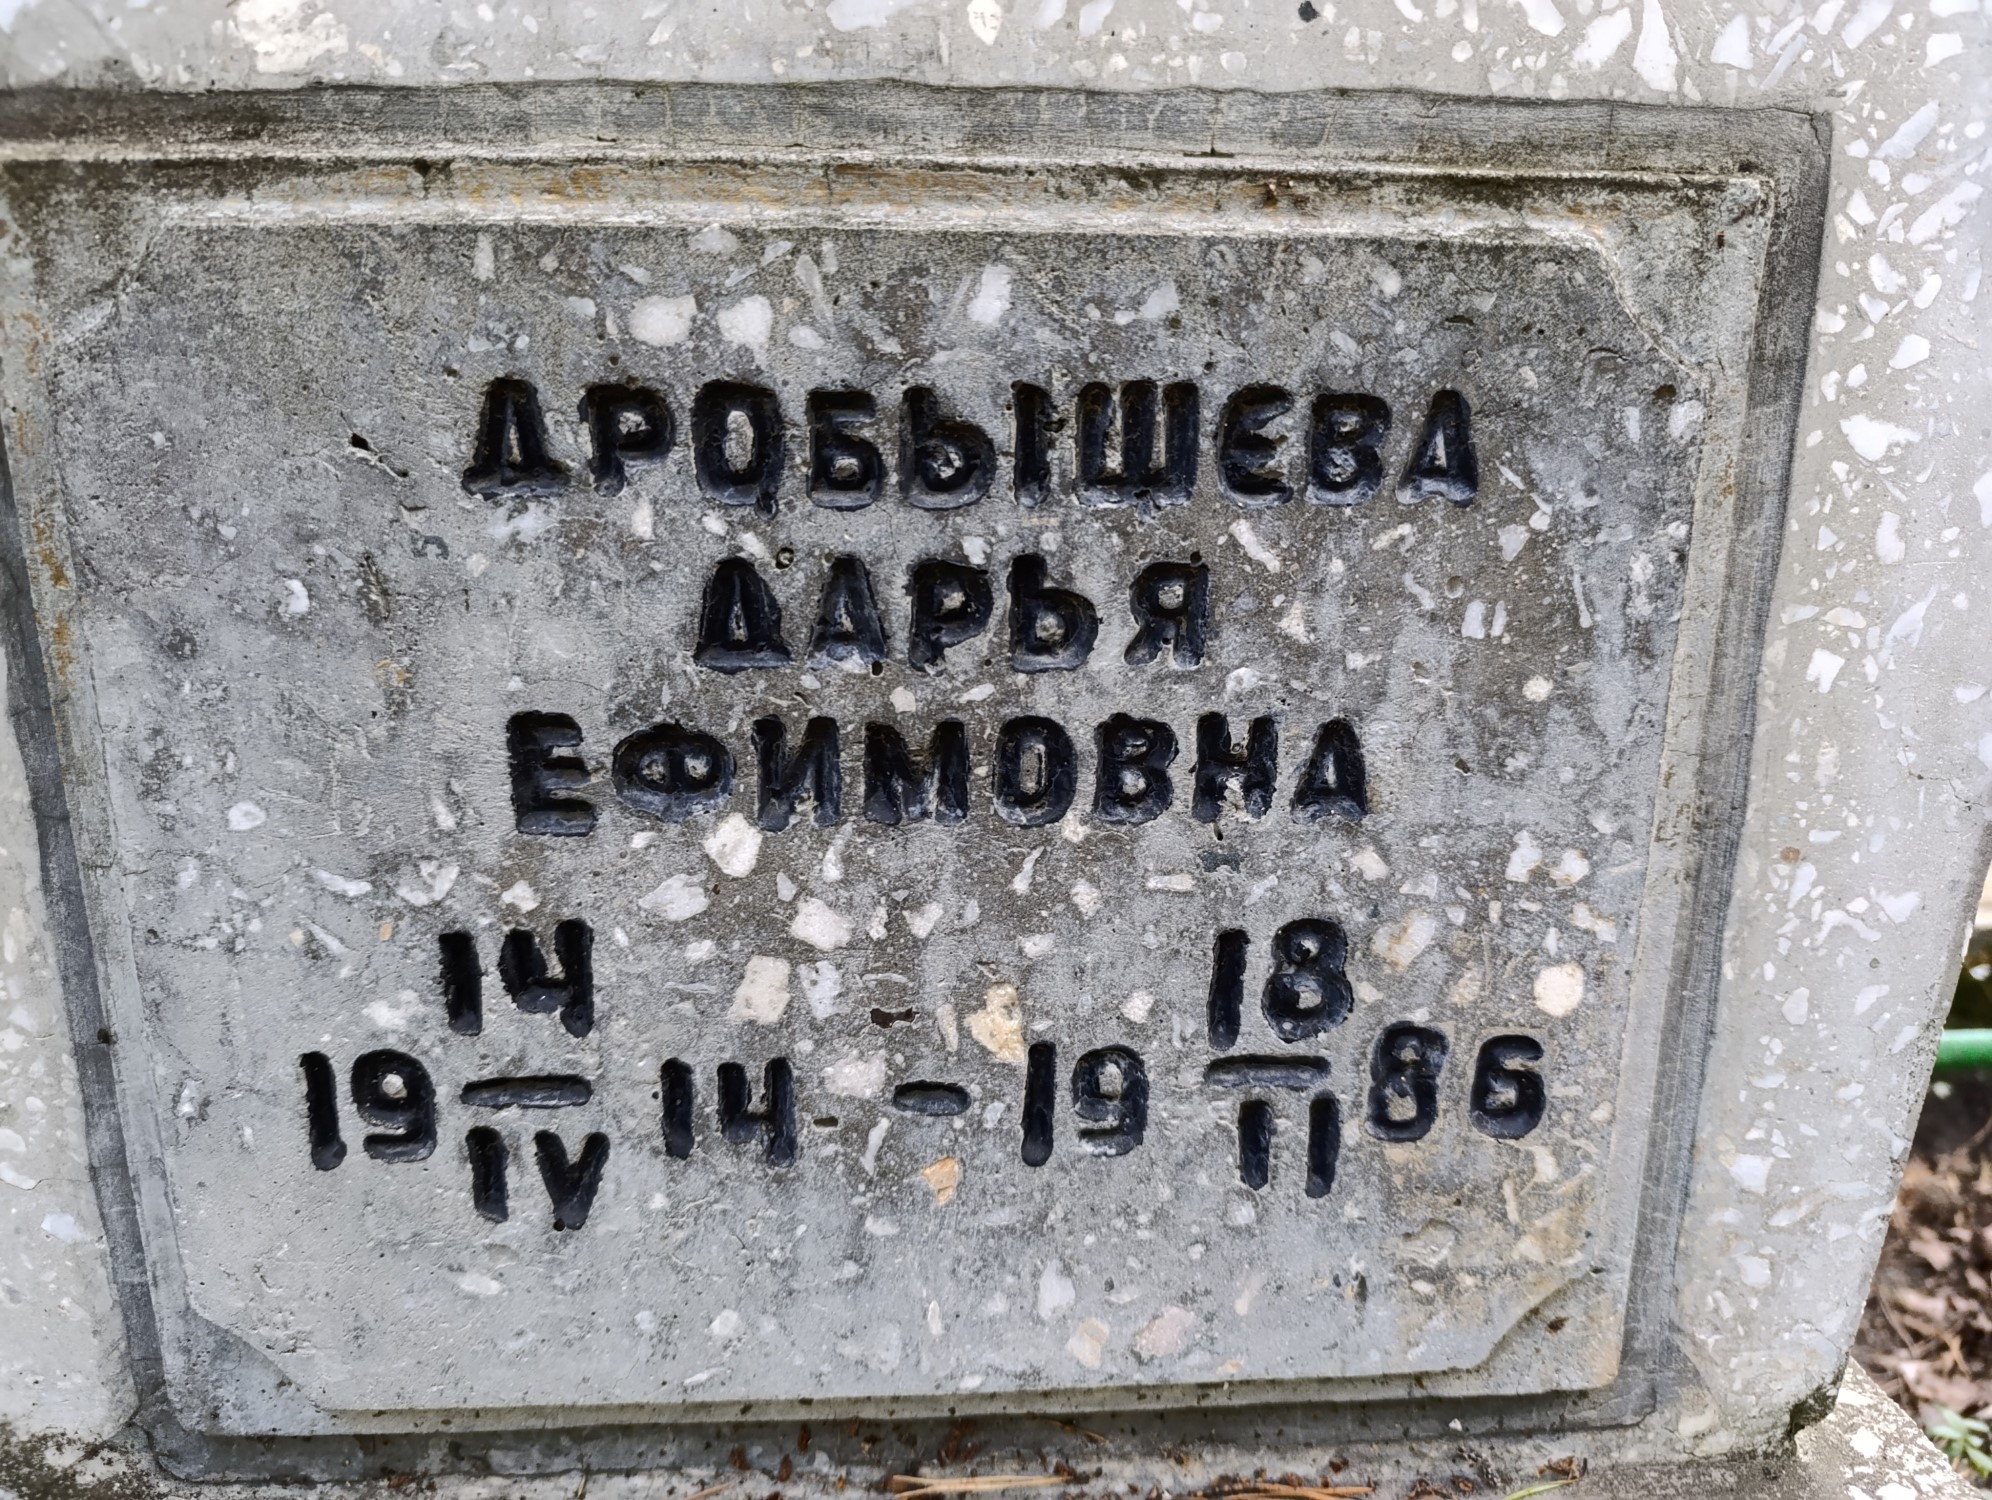 ДРОБЫШЕВА
ДАРЬЯ
ЕФИМОВНА
19 14/IV 14 - 19 18/II 86